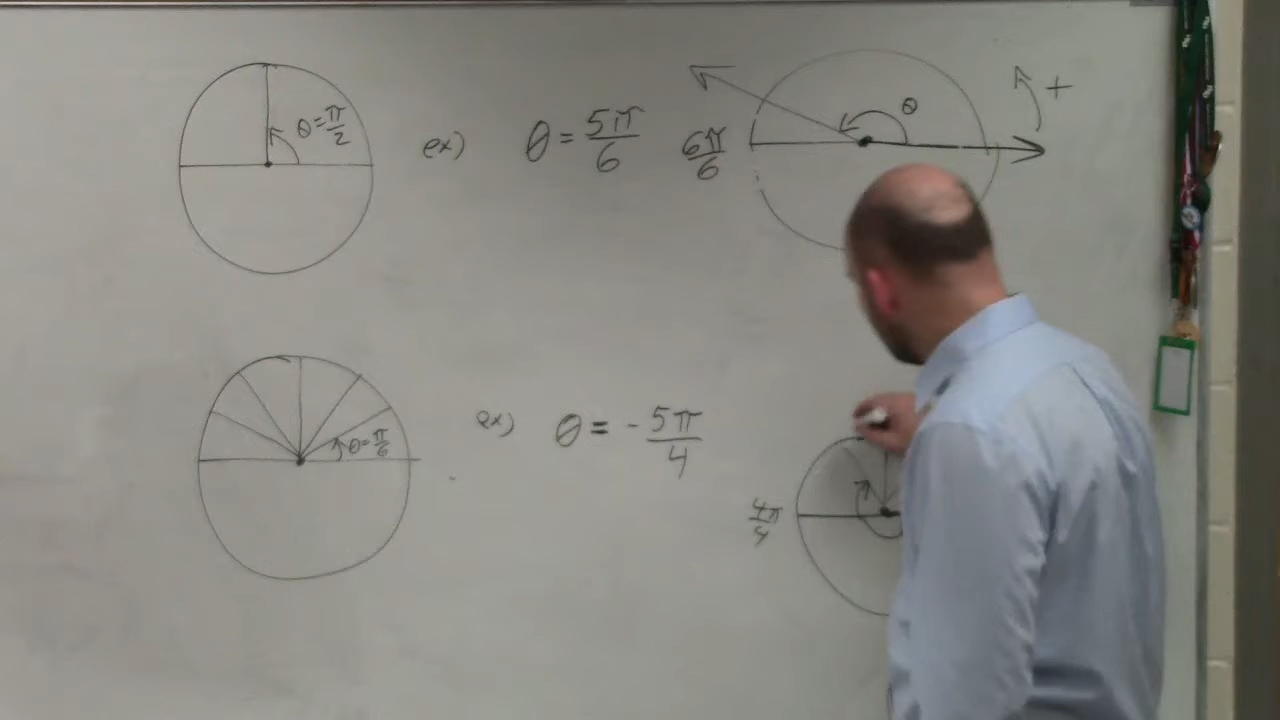 θ = π/2
ex) θ = 5π/6
6π/6
θ
+
θ = π/6
ex) θ = - 5π/4
4π/4